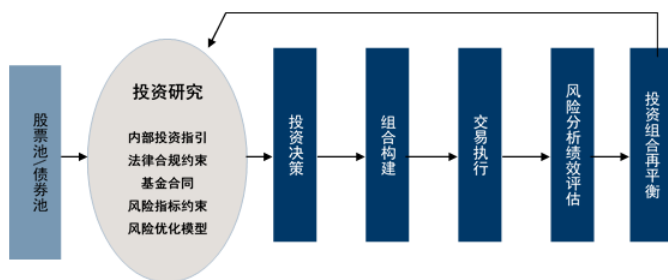 股票池/债券池
投资研究
内部投资指引
法律合规约束
基金合同
风险指标约束
风险优化模型
投资决策
组合构建
交易执行
风险分析绩效评估
投资组合再平衡